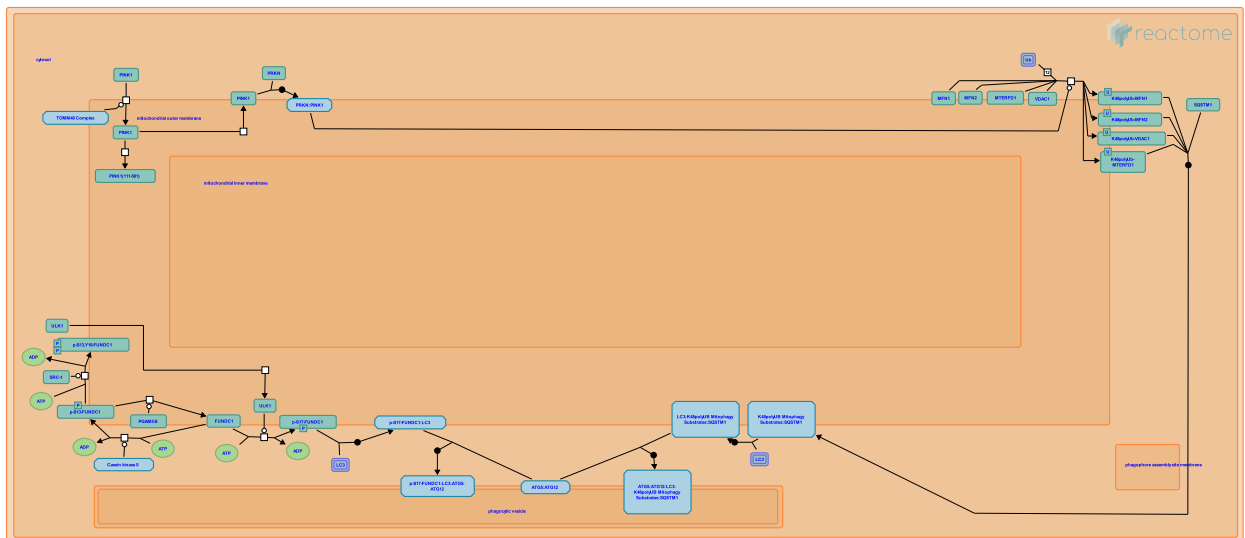 reactome
cytosol
PINK1
PRKN
Ub
12
PINK1
PRKN:PINK1
MFN1
MFN2
MTERFD1
VDAC1
U
K48polyUb-MFN1
SQSTM1
TOMM40 Complex
mitochondrial outer membrane
U
K48polyUb-MFN2
PINK1
U
K48polyUb-VDAC1
U
K48polyUb-
MTERFD1
PINK1(111-581)
mitochondrial inner membrane
ULK1
P
P
p-S13,Y18-FUNDC1
ADP
SRC-1
ATP
P
p-S13-FUNDC1
PGAM5-2
FUNDC1
ULK1
p-S17-FUNDC1
P
p-S17-FUNDC1:LC3
LC3:K48polyUB Mitophagy
Substrates:SQSTM1
K48polyUB Mitophagy
Substrates:SQSTM1
ADP
ATP
ATP
ADP
Casein kinase II
LC3
LC3
phagophore assembly site membrane
p-S17-FUNDC1:LC3:ATG5:
ATG12
ATG5:ATG12
ATG5:ATG12:LC3:
K48polyUB Mitophagy
Substrates:SQSTM1
phagocytic vesicle